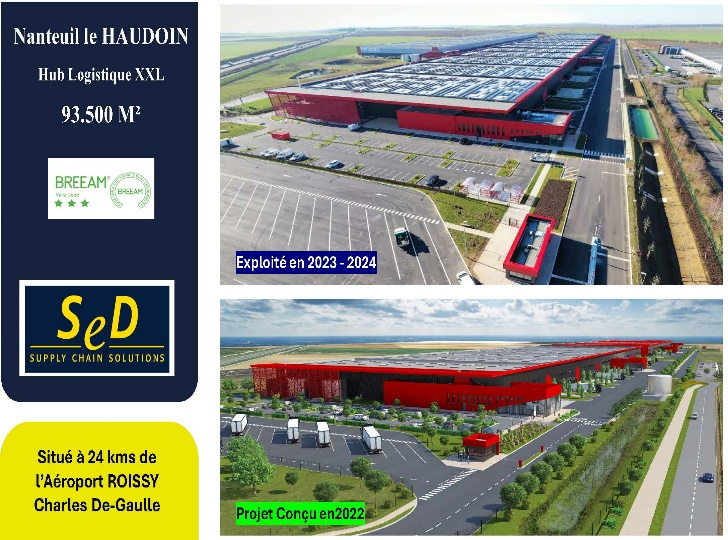 Nanteuil le HAUDOIN
Hub Logistique XXL
93.500 M²
BREEAM®
Very Good
BREEAM®
SeD
SUPPLY CHAIN SOLUTIONS
Situé à 24 kms de
l'Aéroport ROISSY
Charles De-Gaulle
Exploité en 2023 - 2024
Projet Conçu en2022